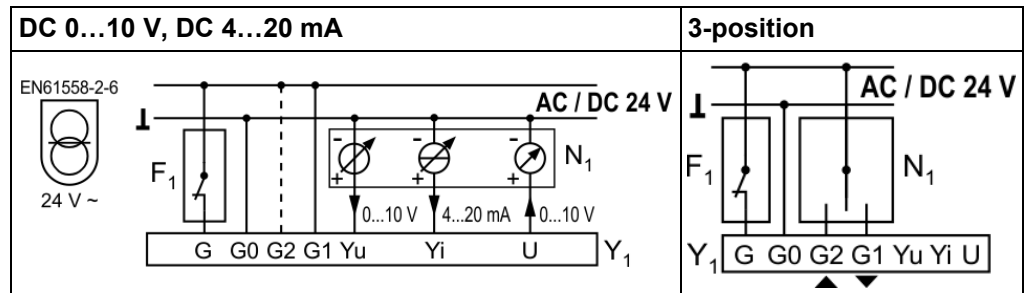 DC 0…10 V, DC 4…20 mA
3-position
EN61558-2-6
24 V ~
AC / DC 24 V
F1
- - -
+ + +
N1
0...10 V 4...20 mA 0...10 V
G G0 G2 G1 Yu Yi U Y1
AC / DC 24 V
F1
N1
Y1 G G0 G2 G1 Yu Yi U